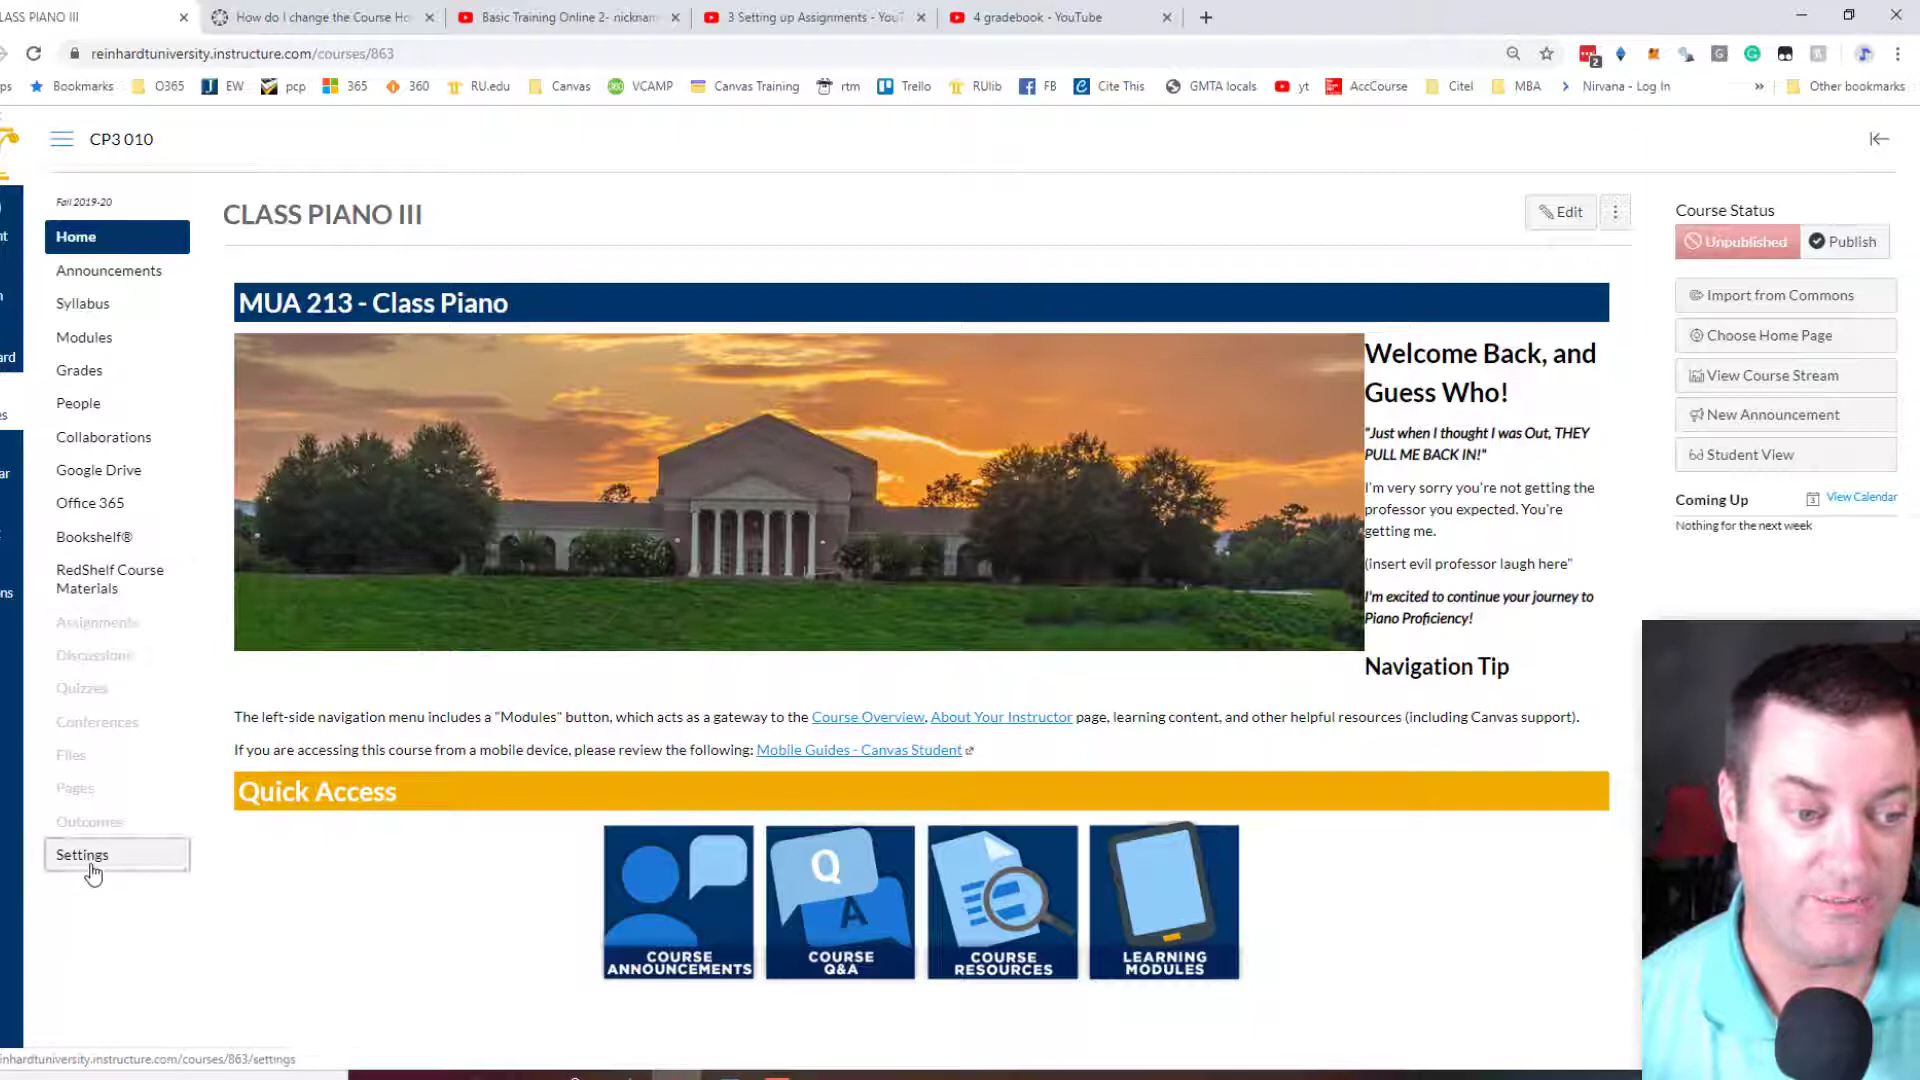 CLASS PIANO III
How do I change the Course Ho
Basic Training Online 2- nicknam
3 Setting up Assignments - YouT
4 gradebook - YouTube
reinhardtuniversity.instructure.com/courses/863
2
ps
Bookmarks
O365
EW
pcp
365
360
RU.edu
Canvas
VCAMP
Canvas Training
rtm
Trello
RUlib
FB
Cite This
GMTA locals
yt
AccCourse
Citel
MBA
Nirvana - Log In
Other bookmarks
CP3 010
Fall 2019-20
Home
Announcements
Syllabus
Modules
Grades
People
Collaborations
Google Drive
Office 365
Bookshelf®
RedShelf Course
Materials
Assignments
Discussions
Quizzes
Conferences
Files
Pages
Outcomes
Settings
CLASS PIANO III
Edit
MUA 213 - Class Piano
Welcome Back, and
Guess Who!
"Just when I thought I was Out, THEY
PULL ME BACK IN!"
I'm very sorry you're not getting the
professor you expected. You're
getting me.
(insert evil professor laugh here"
I'm excited to continue your journey to
Piano Proficiency!
Navigation Tip
The left-side navigation menu includes a "Modules" button, which acts as a gateway to the Course Overview, About Your Instructor page, learning content, and other helpful resources (including Canvas support).
If you are accessing this course from a mobile device, please review the following: Mobile Guides - Canvas Student
Quick Access
Q
A
COURSE
ANNOUNCEMENTS
COURSE
Q&A
COURSE
RESOURCES
LEARNING
MODULES
Course Status
Unpublished
Publish
Import from Commons
Choose Home Page
View Course Stream
New Announcement
Student View
Coming Up
View Calendar
Nothing for the next week
inhardtuniversity.instructure.com/courses/863/settings